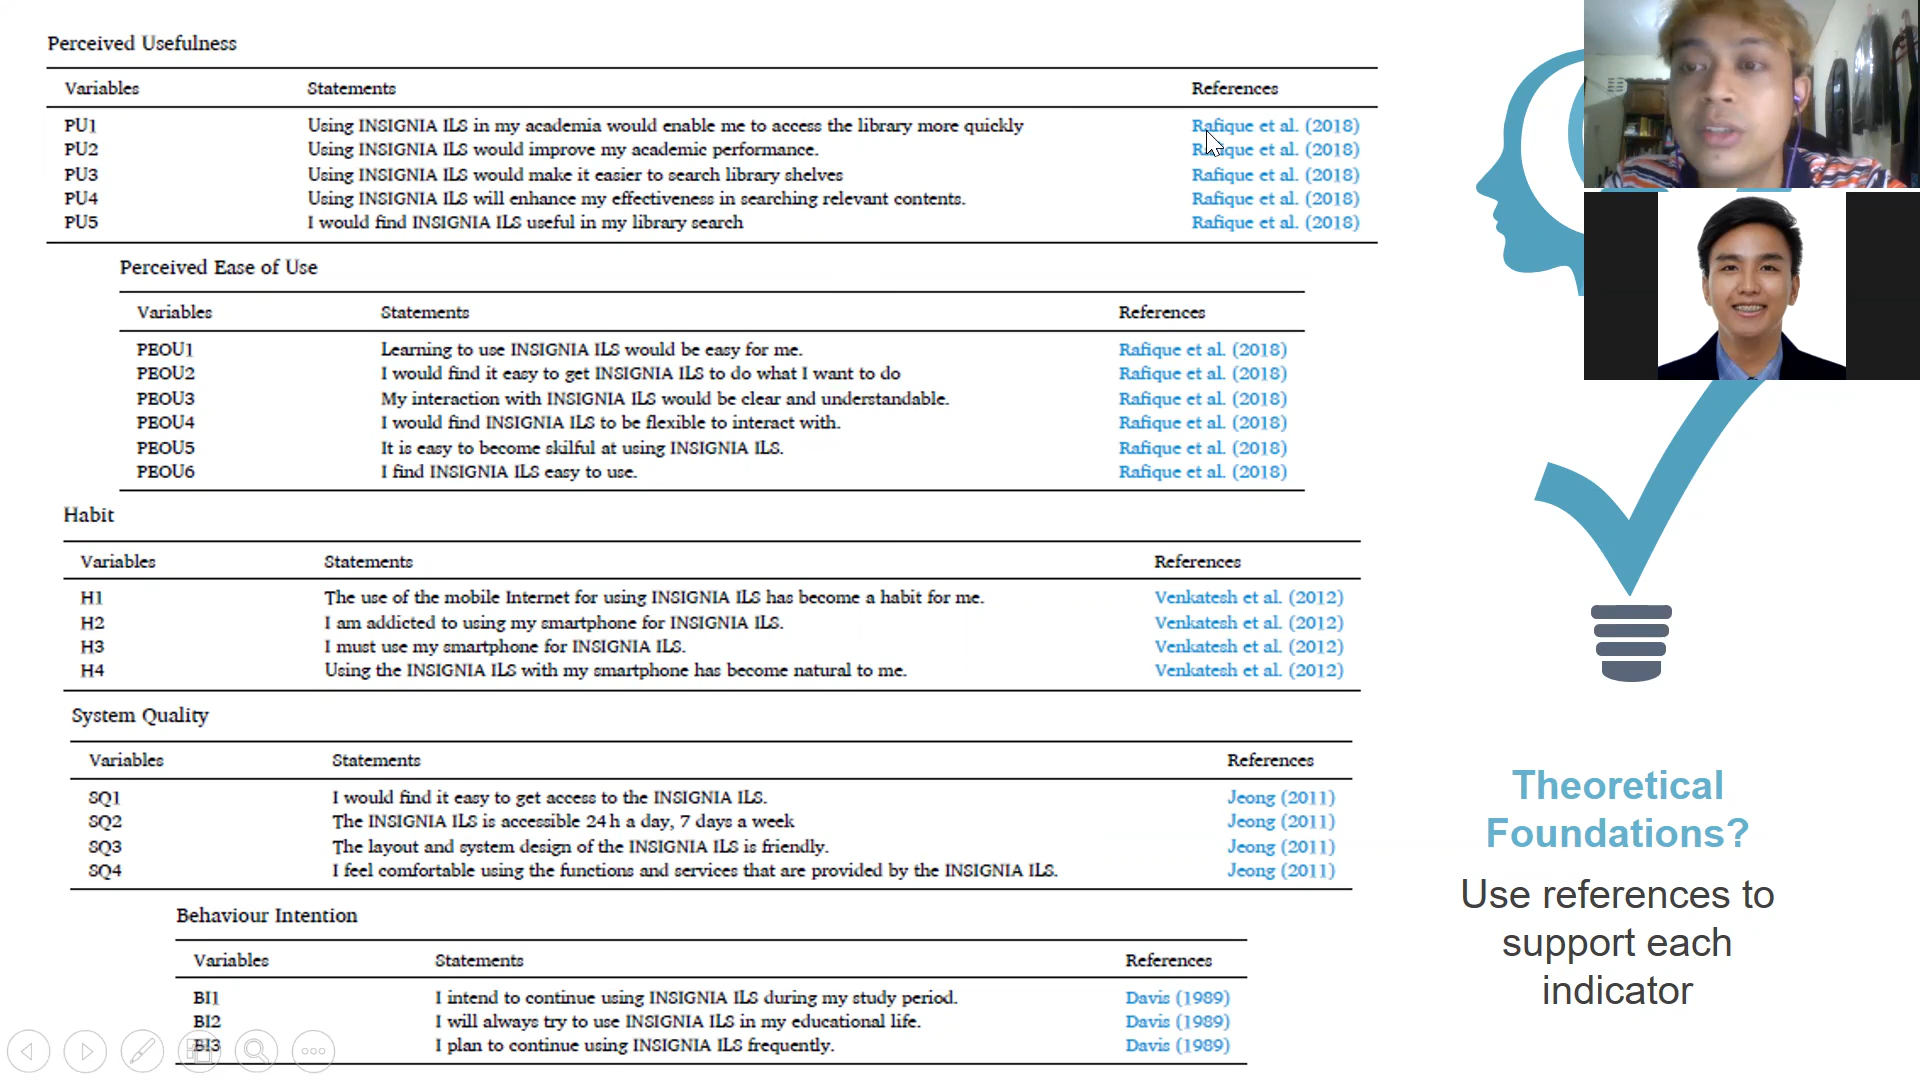 Perceived Usefulness
Variables Statements References
PU1 Using INSIGNIA ILS in my academia would enable me to access the library more quickly Rafique et al. (2018)
PU2 Using INSIGNIA ILS would improve my academic performance. Rafique et al. (2018)
PU3 Using INSIGNIA ILS would make it easier to search library shelves Rafique et al. (2018)
PU4 Using INSIGNIA ILS will enhance my effectiveness in searching relevant contents. Rafique et al. (2018)
PU5 I would find INSIGNIA ILS useful in my library search Rafique et al. (2018)
Perceived Ease of Use
Variables Statements References
PEOU1 Learning to use INSIGNIA ILS would be easy for me. Rafique et al. (2018)
PEOU2 I would find it easy to get INSIGNIA ILS to do what I want to do Rafique et al. (2018)
PEOU3 My interaction with INSIGNIA ILS would be clear and understandable. Rafique et al. (2018)
PEOU4 I would find INSIGNIA ILS to be flexible to interact with. Rafique et al. (2018)
PEOU5 It is easy to become skilful at using INSIGNIA ILS. Rafique et al. (2018)
PEOU6 I find INSIGNIA ILS easy to use. Rafique et al. (2018)
Habit
Variables Statements References
H1 The use of the mobile Internet for using INSIGNIA ILS has become a habit for me. Venkatesh et al. (2012)
H2 I am addicted to using my smartphone for INSIGNIA ILS. Venkatesh et al. (2012)
H3 I must use my smartphone for INSIGNIA ILS. Venkatesh et al. (2012)
H4 Using the INSIGNIA ILS with my smartphone has become natural to me. Venkatesh et al. (2012)
System Quality
Variables Statements References
SQ1 I would find it easy to get access to the INSIGNIA ILS. Jeong (2011)
SQ2 The INSIGNIA ILS is accessible 24 h a day, 7 days a week Jeong (2011)
SQ3 The layout and system design of the INSIGNIA ILS is friendly. Jeong (2011)
SQ4 I feel comfortable using the functions and services that are provided by the INSIGNIA ILS. Jeong (2011)
Behaviour Intention
Variables Statements References
BI1 I intend to continue using INSIGNIA ILS during my study period. Davis (1989)
BI2 I will always try to use INSIGNIA ILS in my educational life. Davis (1989)
BI3 I plan to continue using INSIGNIA ILS frequently. Davis (1989)
Theoretical
Foundations?
Use references to
support each
indicator